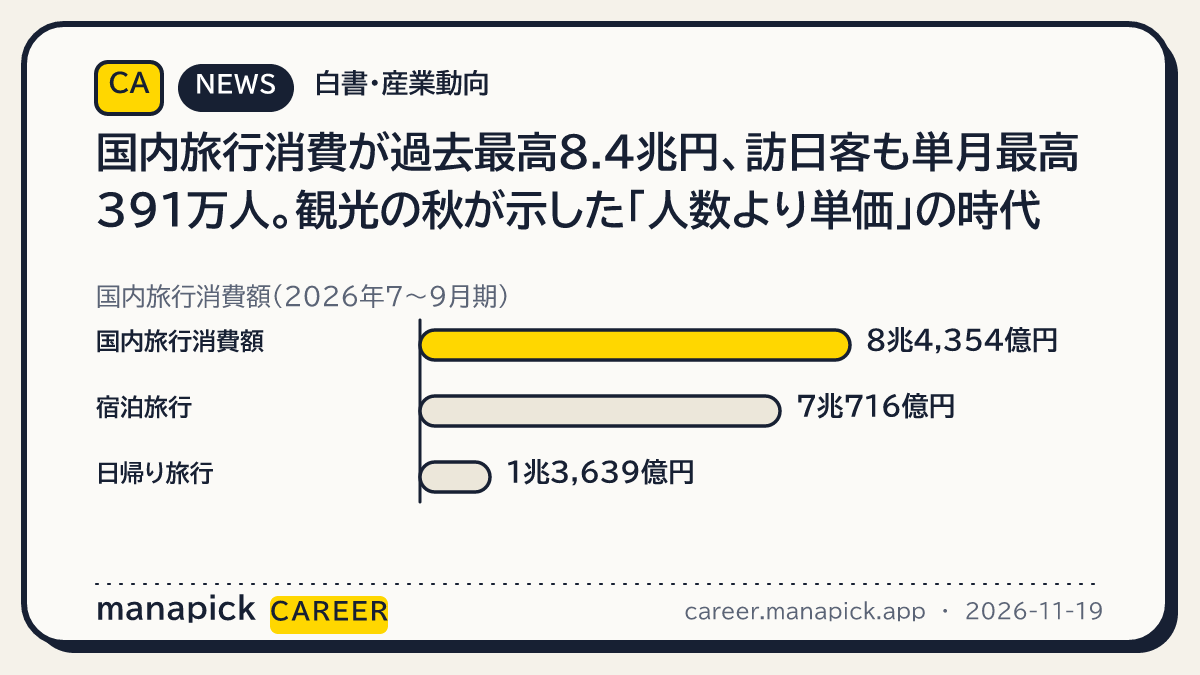 CA NEWS 白書・産業動向
国内旅行消費が過去最高8.4兆円、訪日客も単月最高
391万人。観光の秋が示した「人数より単価」の時代
国内旅行消費額(2026年7〜9月期)
国内旅行消費額 8兆4,354億円
宿泊旅行 7兆716億円
日帰り旅行 1兆3,639億円
manapick CAREER career.manapick.app ・ 2026-11-19